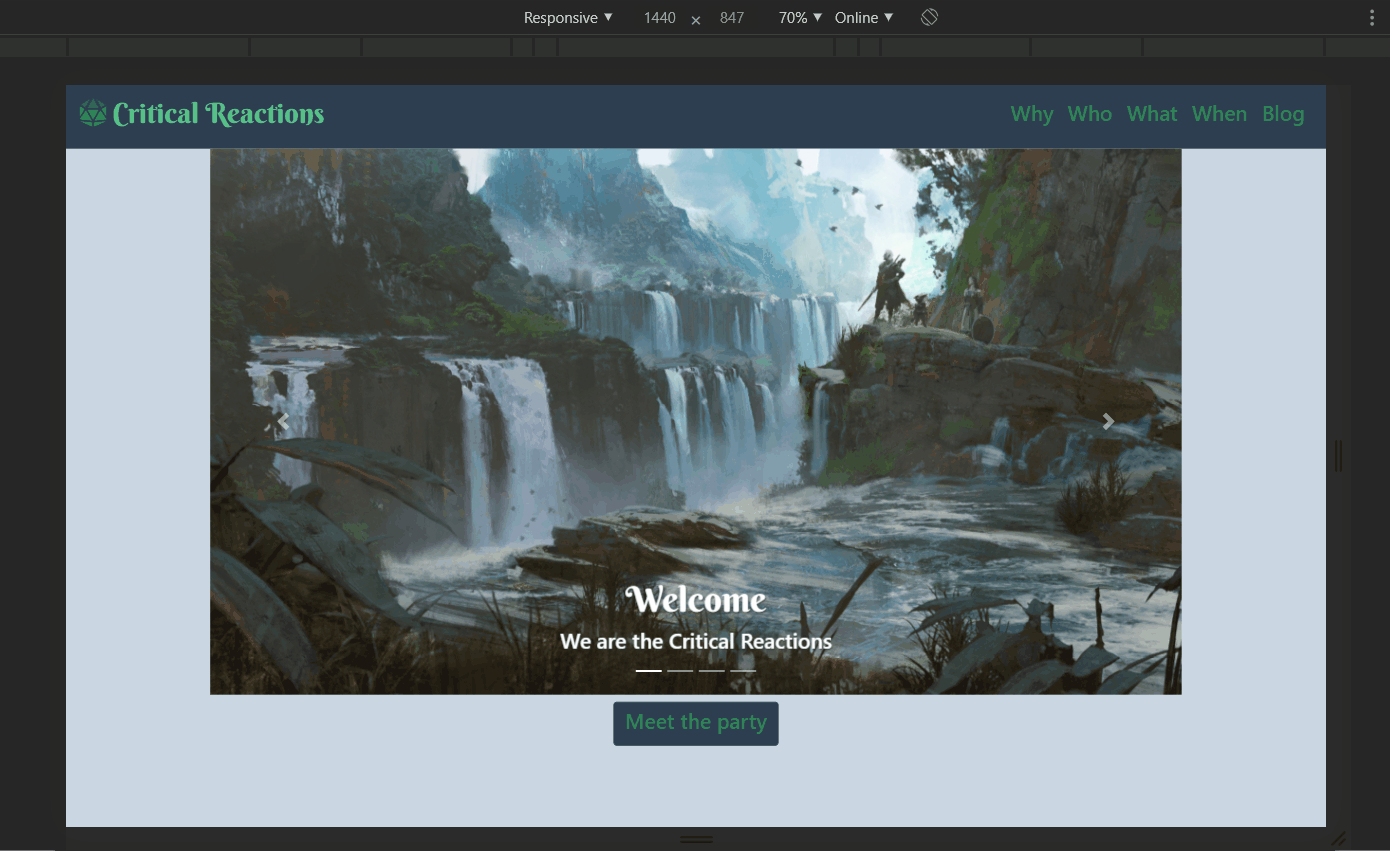 Responsive ▼ 1440 × 847 70% ▼ Online ▼
Critical Reactions
Why Who What When Blog
Welcome
We are the Critical Reactions
Meet the party